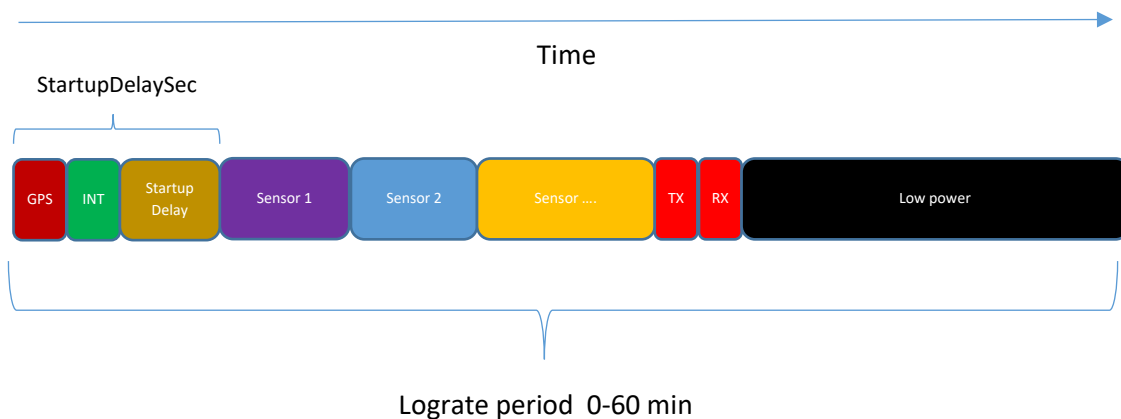 Time
StartupDelaySec
GPS
INT
Startup
Delay
Sensor 1
Sensor 2
Sensor ....
TX
RX
Low power
Lograte period  0-60 min